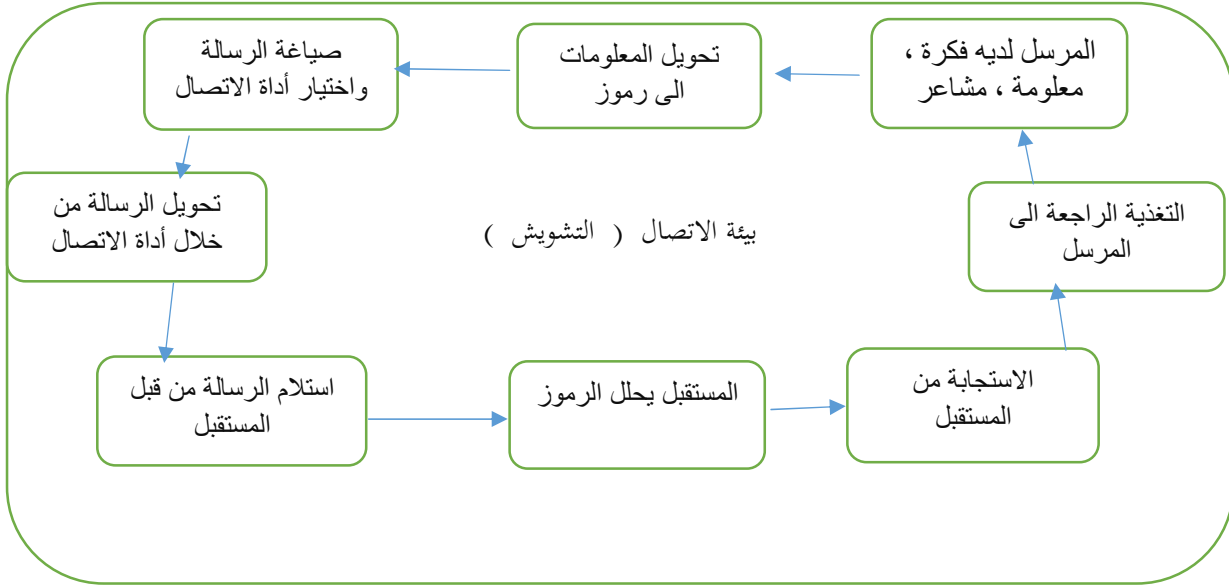 المرسل لديه فكرة ،
معلومة ، مشاعر
تحويل المعلومات
الى رموز
صياغة الرسالة
واختيار أداة الاتصال
تحويل الرسالة من
خلال أداة الاتصال
بيئة الاتصال ( التشويش )
التغذية الراجعة الى
المرسل
استلام الرسالة من قبل
المستقبل
المستقبل يحلل الرموز
الاستجابة من
المستقبل